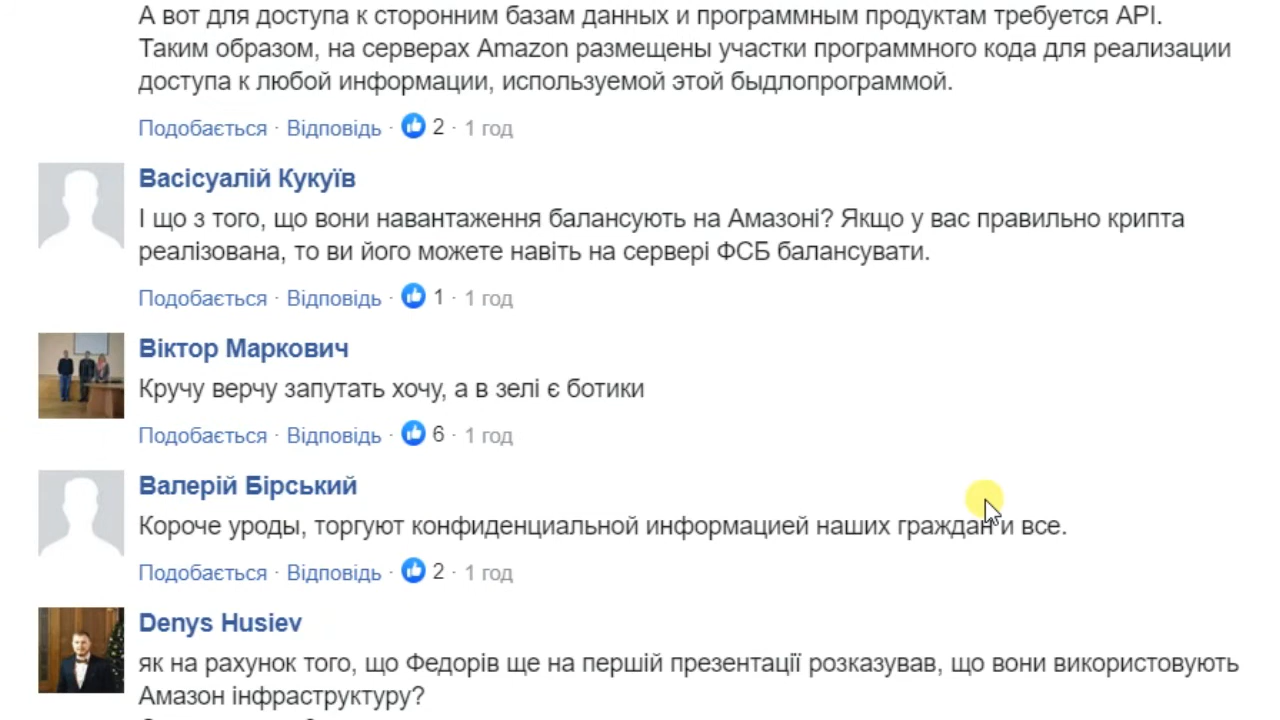 А вот для доступа к сторонним базам данных и программным продуктам требуется API.
Таким образом, на серверах Amazon размещены участки программного кода для реализации
доступа к любой информации, используемой этой быдлопрограммой.
Подобається · Відповідь · 2 · 1 год
Васісуалій Кукуїв
І що з того, що вони навантаження балансують на Амазоні? Якщо у вас правильно крипта
реалізована, то ви його можете навіть на сервері ФСБ балансувати.
Подобається · Відповідь · 1 · 1 год
Віктор Маркович
Кручу верчу запутать хочу, а в зелі є ботики
Подобається · Відповідь · 6 · 1 год
Валерій Бірський
Короче уроды, торгуют конфиденциальной информацией наших граждан и все.
Подобається · Відповідь · 2 · 1 год
Denys Husiev
як на рахунок того, що Федорів ще на першій презентації розказував, що вони використовують
Амазон інфраструктуру?